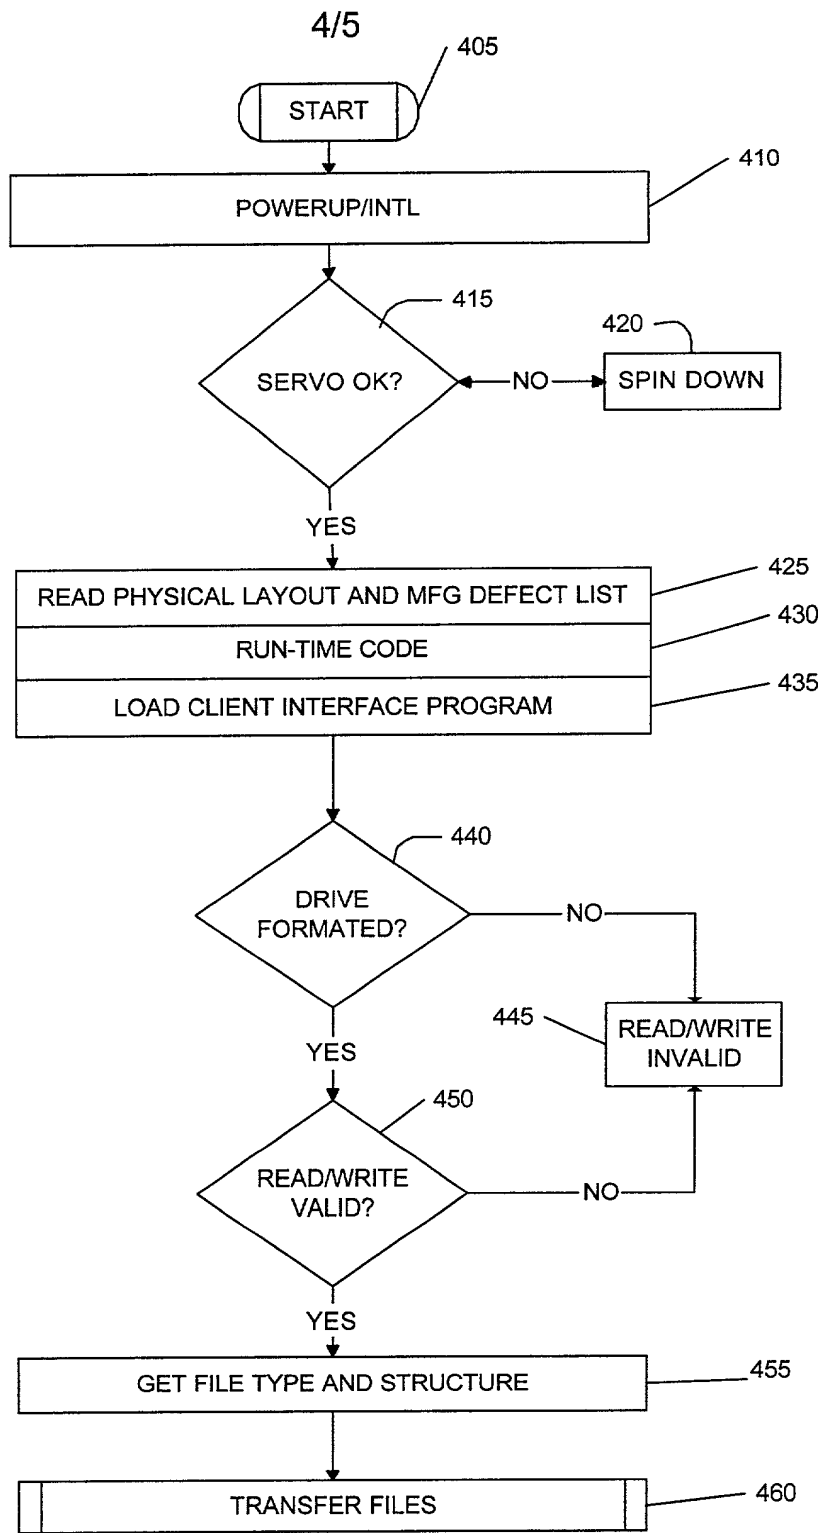 4/5
405
START
410
POWERUP/INTL
415
420
SERVO OK?
NO
SPIN DOWN
YES
425
READ PHYSICAL LAYOUT AND MFG DEFECT LIST
430
RUN-TIME CODE
435
LOAD CLIENT INTERFACE PROGRAM
440
DRIVE
FORMATED?
NO
445
READ/WRITE
INVALID
YES
450
READ/WRITE
VALID?
NO
YES
455
GET FILE TYPE AND STRUCTURE
460
TRANSFER FILES